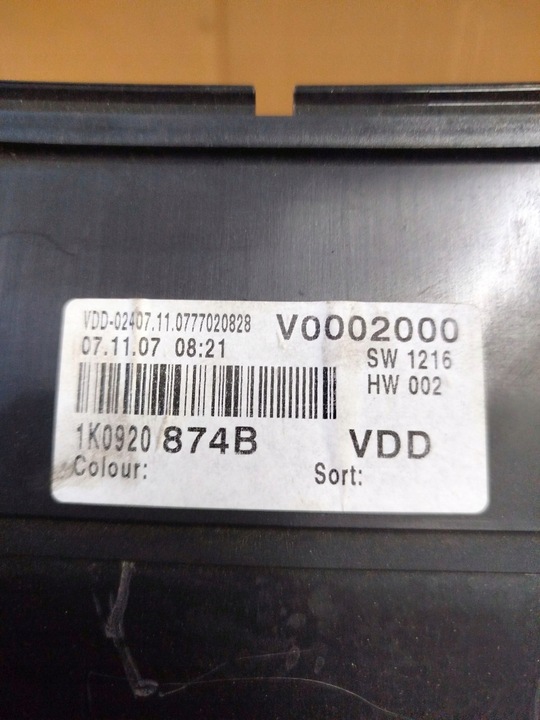 VDD-02407.11.0777020828 V0002000
07.11.07 08:21 SW 1216
HW 002
1K0920 874B VDD
Colour: Sort: